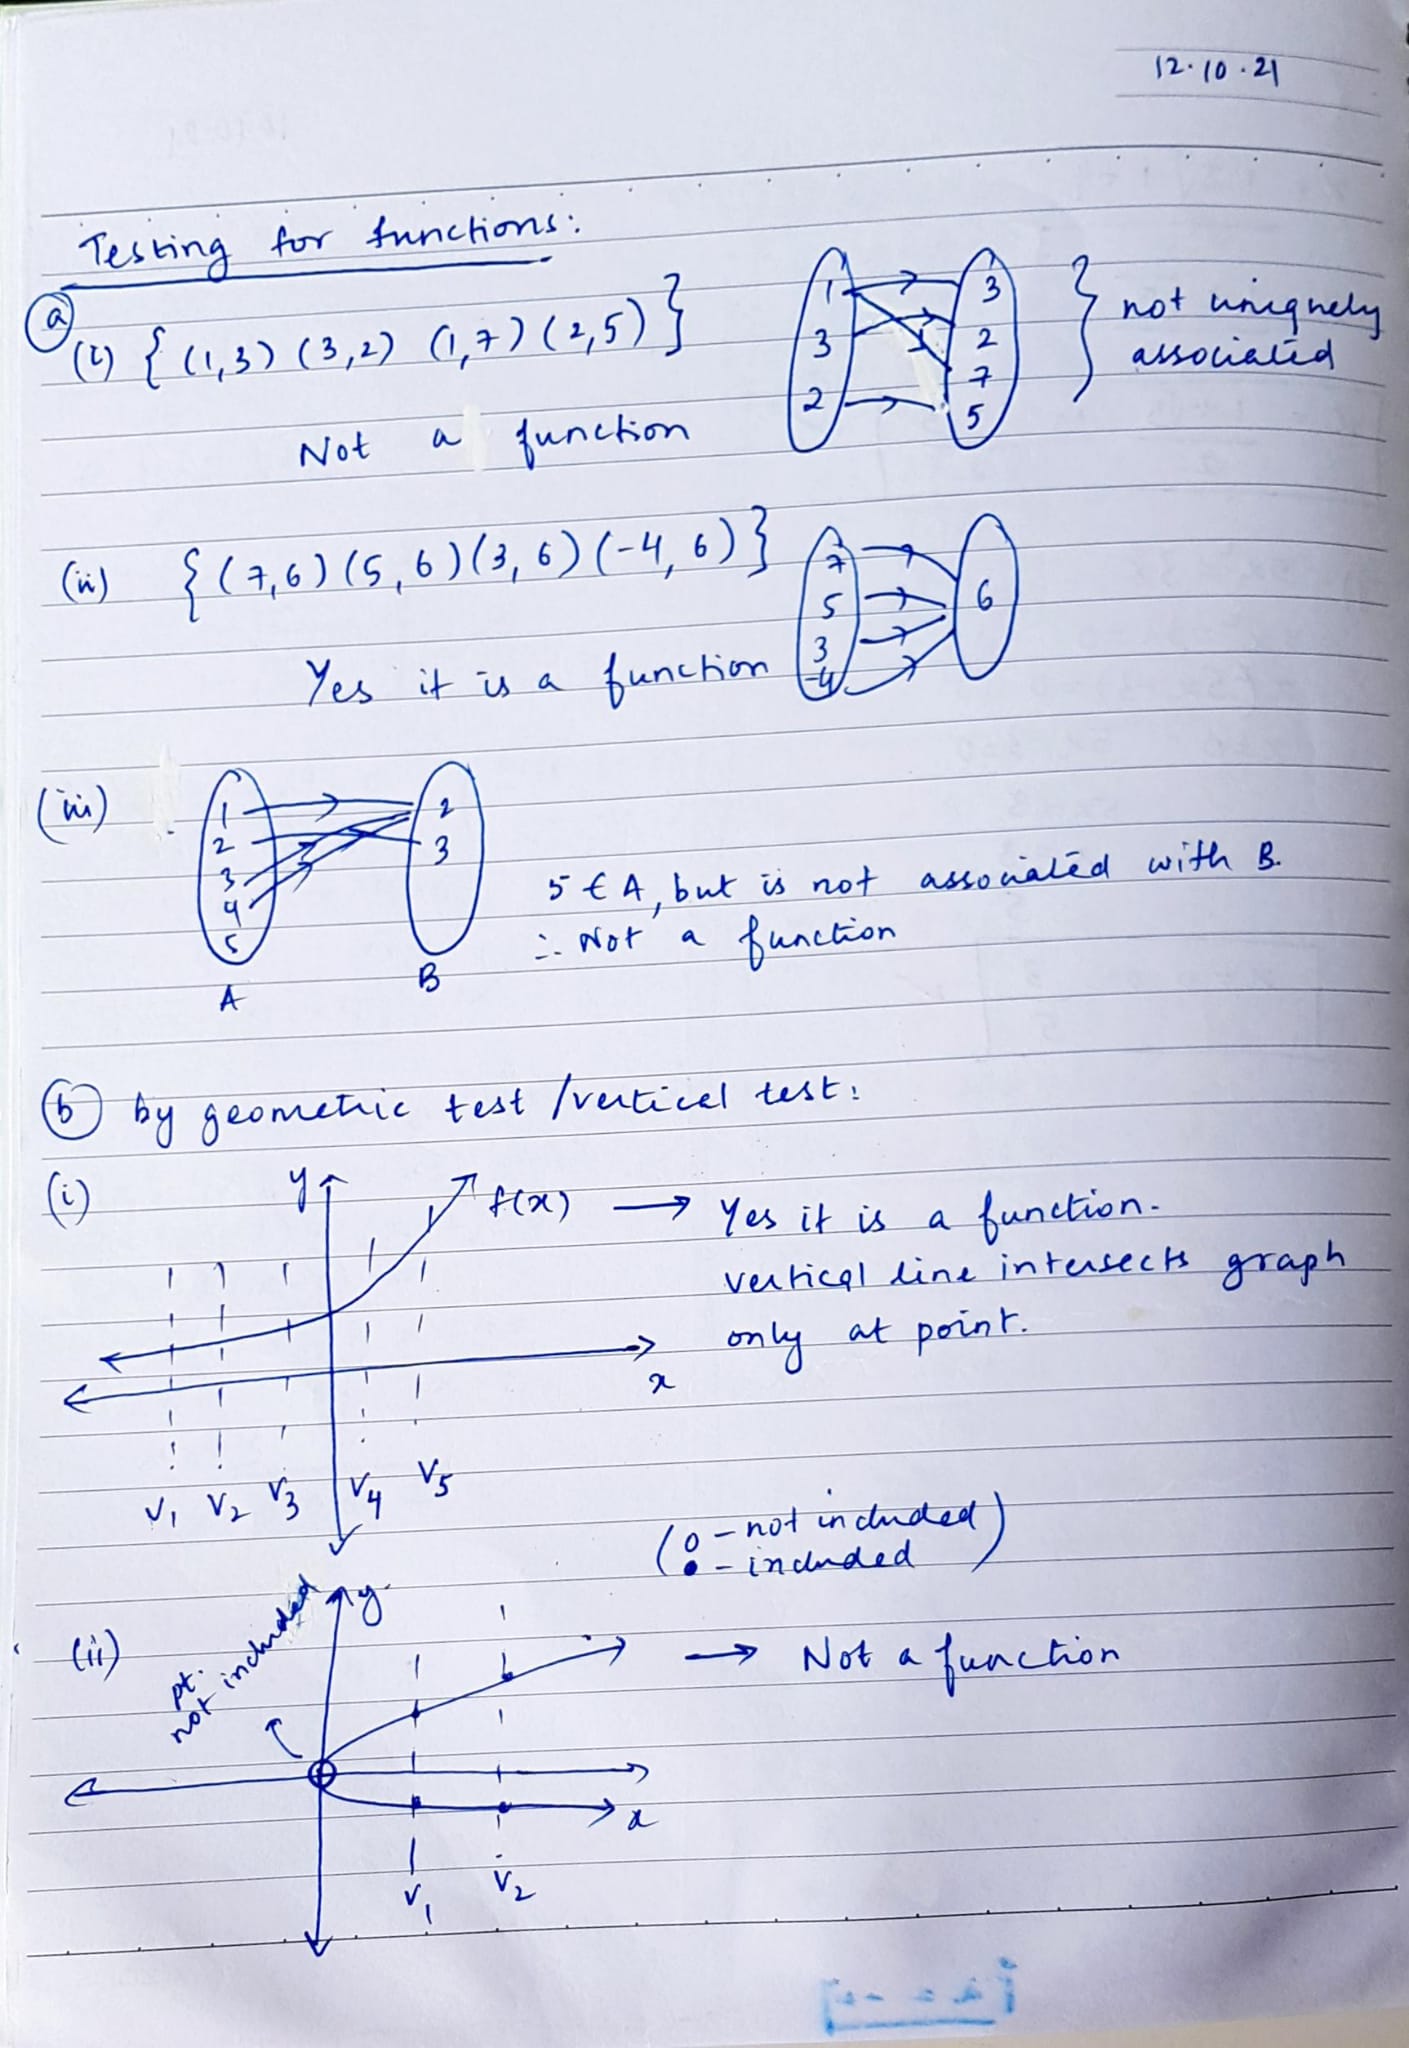 12.10.21
Testing for functions:
(a)
(i) { (1,3) (3,2) (1,7) (2,5) }
1 3
3 2
7
2 5
} not uniquely
associated
Not a function
(ii) { (7,6) (5,6) (3,6) (-4,6) }
7
5 6
3
-4
Yes it is a function
(iii)
1 2
2 3
3
4
5
A B
5 ∈ A, but is not associated with B.
∴ Not a function
(b) by geometric test /vertical test:
(i) y f(x) → Yes it is a function.
vertical line intersects graph
only at point.
x
V1 V2 V3 V4 V5
(o - not included)
● - included
(ii) pt. not included y → Not a function
x
V1 V2